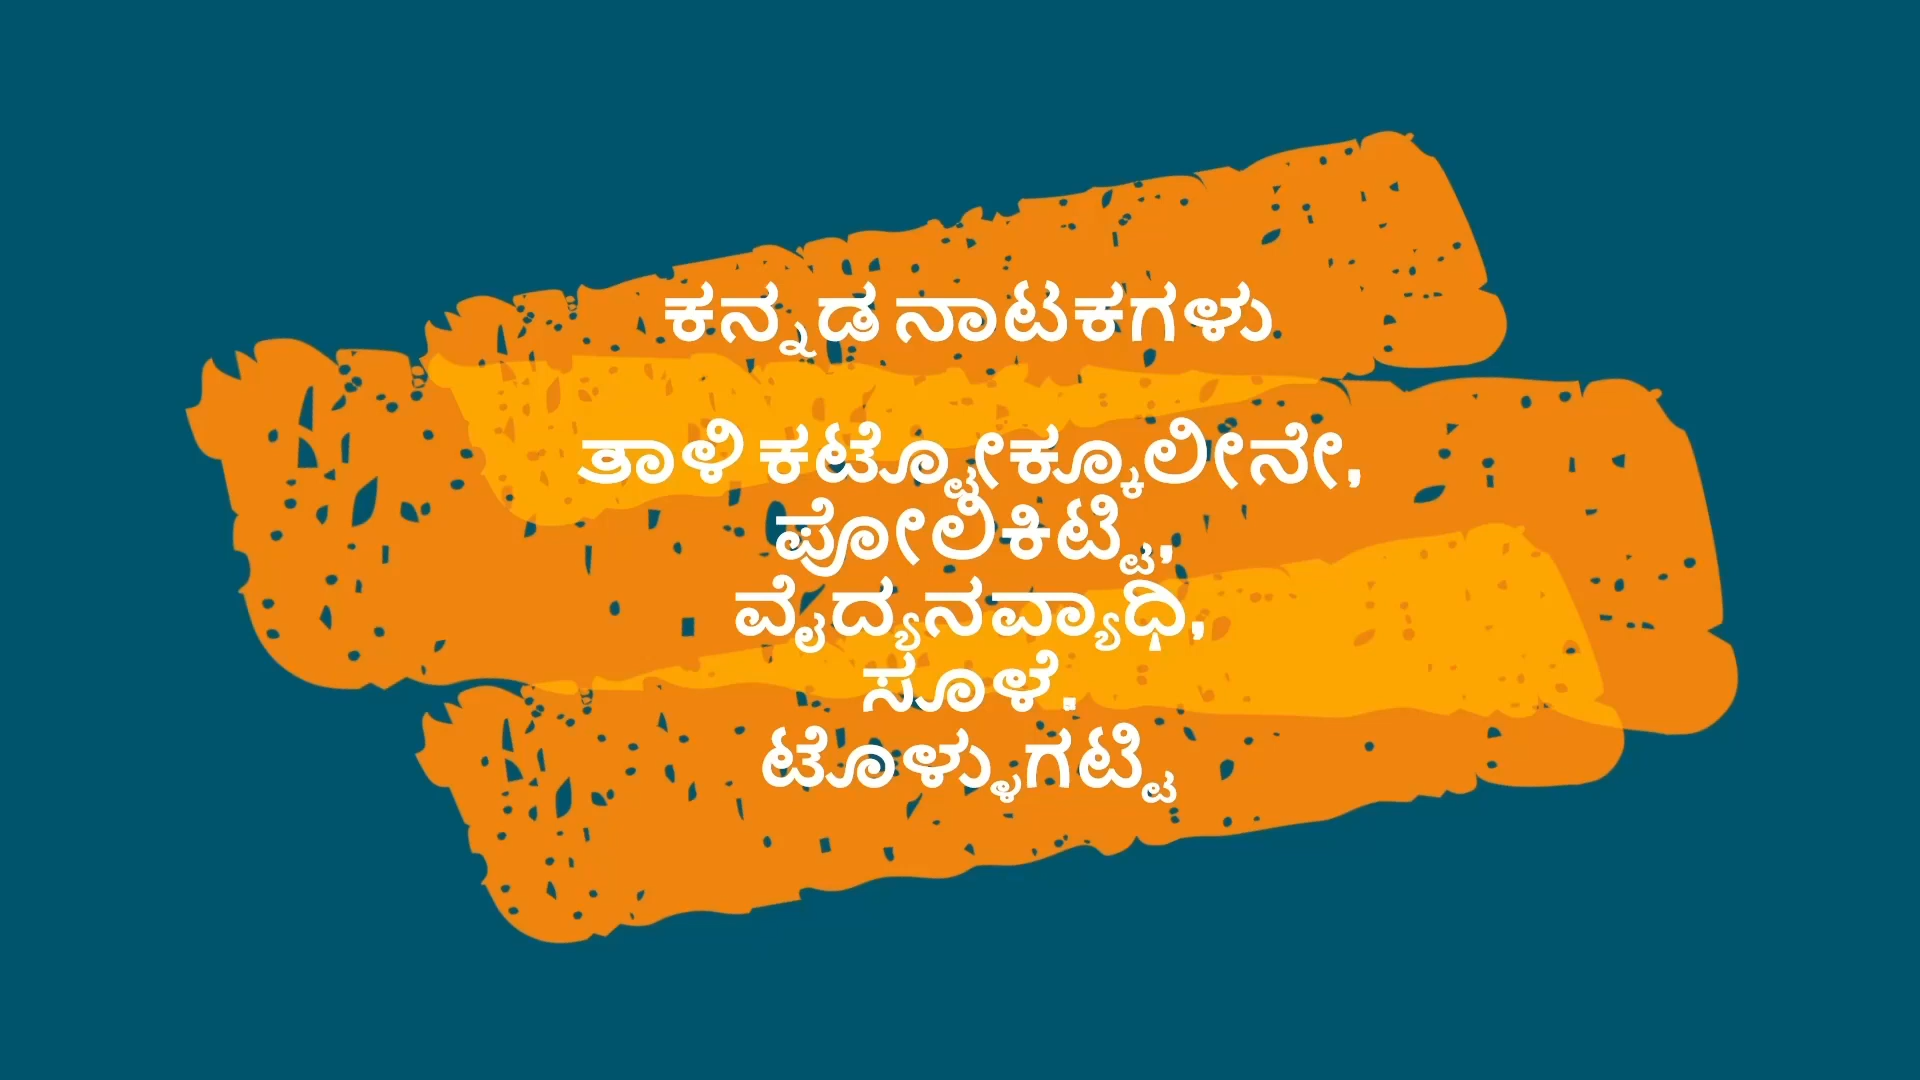 ಕನ್ನಡ ನಾಟಕಗಳು
ತಾಳಿ ಕಟ್ಟೋಕ್ಕೂಲೀನೇ,
ಪೋಲಿಕಿಟ್ಟಿ,
ವೈದ್ಯನವ್ಯಾಧಿ,
ಸೂಳೆ.
ಟೊಳ್ಳುಗಟ್ಟಿ